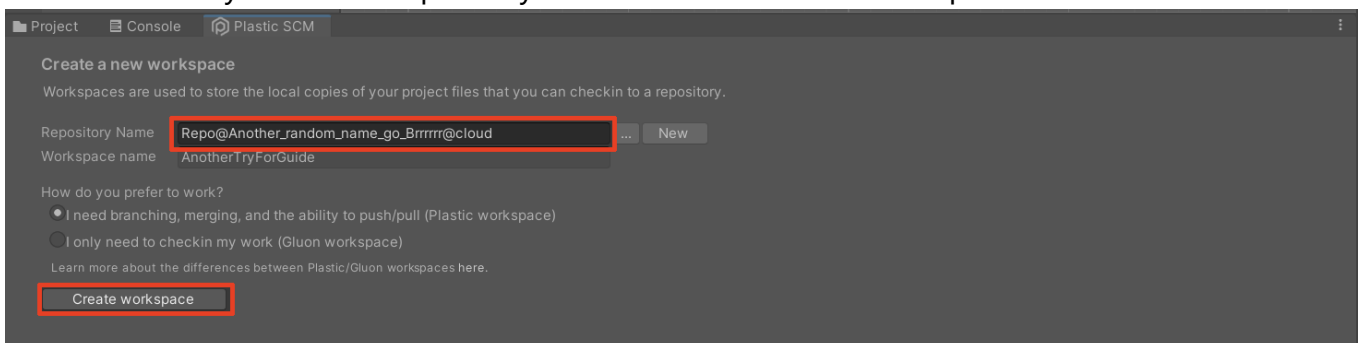 Project Console Plastic SCM
Create a new workspace
Workspaces are used to store the local copies of your project files that you can checkin to a repository.
Repository Name Repo@Another_random_name_go_Brrrrrr@cloud ... New
Workspace name AnotherTryForGuide
How do you prefer to work?
I need branching, merging, and the ability to push/pull (Plastic workspace)
I only need to checkin my work (Gluon workspace)
Learn more about the differences between Plastic/Gluon workspaces here.
Create workspace